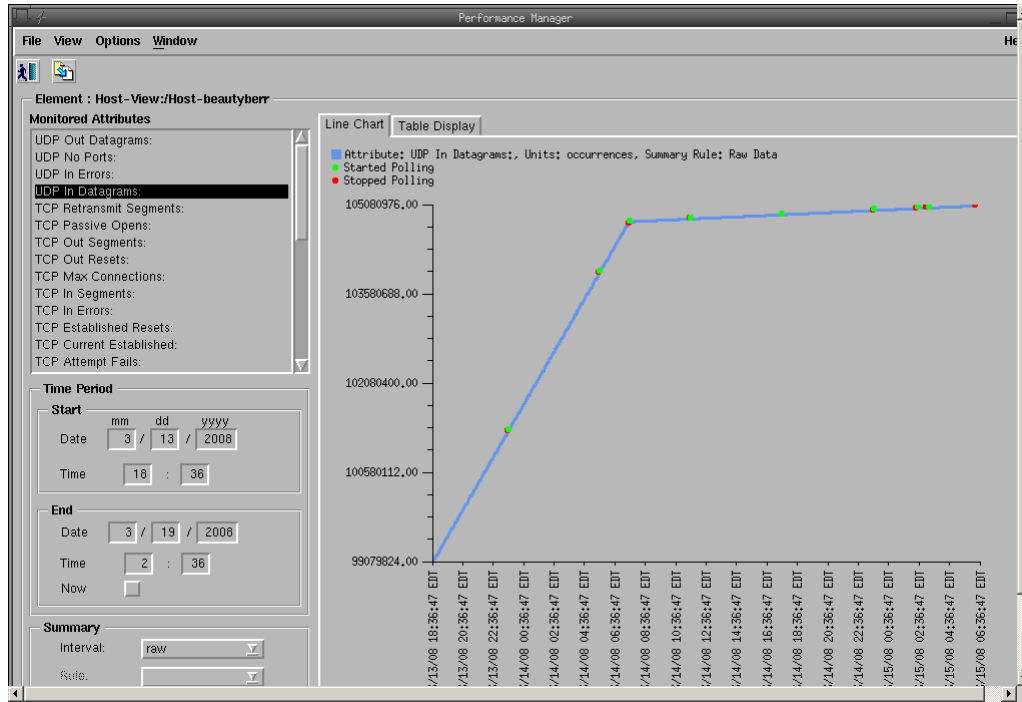 Performance Manager
File View Options Window He
Element : Host-View:/Host-beautyberr
Monitored Attributes
UDP Out Datagrams:
UDP No Ports:
UDP In Errors:
UDP In Datagrams:
TCP Retransmit Segments:
TCP Passive Opens:
TCP Out Segments:
TCP Out Resets:
TCP Max Connections:
TCP In Segments:
TCP In Errors:
TCP Established Resets:
TCP Current Established:
TCP Attempt Fails:
Time Period
Start
mm dd yyyy
Date 3 / 13 / 2008
Time 18 : 36
End
Date 3 / 19 / 2008
Time 2 : 36
Now
Summary
Interval: raw
Rule:
Line Chart Table Display
Attribute: UDP In Datagrams:, Units: occurrences, Summary Rule: Raw Data
Started Polling
Stopped Polling
105080976.00
103580688.00
102080400.00
100580112.00
99079824.00
/13/08 18:36:47 EDT
/13/08 20:36:47 EDT
/13/08 22:36:47 EDT
/14/08 00:36:47 EDT
/14/08 02:36:47 EDT
/14/08 04:36:47 EDT
/14/08 06:36:47 EDT
/14/08 08:36:47 EDT
/14/08 10:36:47 EDT
/14/08 12:36:47 EDT
/14/08 14:36:47 EDT
/14/08 16:36:47 EDT
/14/08 18:36:47 EDT
/14/08 20:36:47 EDT
/14/08 22:36:47 EDT
/15/08 00:36:47 EDT
/15/08 02:36:47 EDT
/15/08 04:36:47 EDT
/15/08 06:36:47 EDT